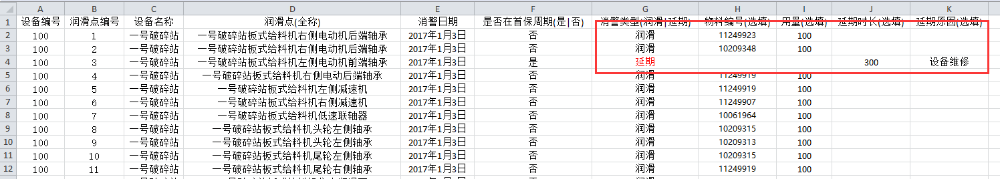 A B C D E F G H I J K
1 设备编号 润滑点编号 设备名称 润滑点(全称) 消警日期 是否在首保周期(是|否) 消警类型(润滑|延期) 物料编号(选填) 用量(选填) 延期时长(选填) 延期原因(选填)
2 100 1 一号破碎站 一号破碎站板式给料机右侧电动机后端轴承 2017年1月3日 否 润滑 11249923 100
3 100 2 一号破碎站 一号破碎站板式给料机右侧电动机后端轴承 2017年1月3日 否 润滑 10209348 100
4 100 3 一号破碎站 一号破碎站板式给料机左侧电动机前端轴承 2017年1月3日 是 延期 300 设备维修
5 100 4 一号破碎站 一号破碎站板式给料机右侧电动后端轴承 2017年1月3日 否 润滑 11249919 100
6 100 5 一号破碎站 一号破碎站板式给料机左侧减速机 2017年1月3日 否 润滑 11249919 100
7 100 6 一号破碎站 一号破碎站板式给料机右侧减速机 2017年1月3日 否 润滑 11249907 100
8 100 7 一号破碎站 一号破碎站板式给料机低速联轴器 2017年1月3日 否 润滑 10061964 100
9 100 8 一号破碎站 一号破碎站板式给料机头轮左侧轴承 2017年1月3日 否 润滑 10209315 100
10 100 9 一号破碎站 一号破碎站板式给料机头轮左侧轴承 2017年1月3日 否 润滑 10209313 100
11 100 10 一号破碎站 一号破碎站板式给料机尾轮左侧轴承 2017年1月3日 否 润滑 10209315 100
12 100 11 一号破碎站 一号破碎站板式给料机尾轮右侧轴承 2017年1月3日 否 润滑 11249919 100